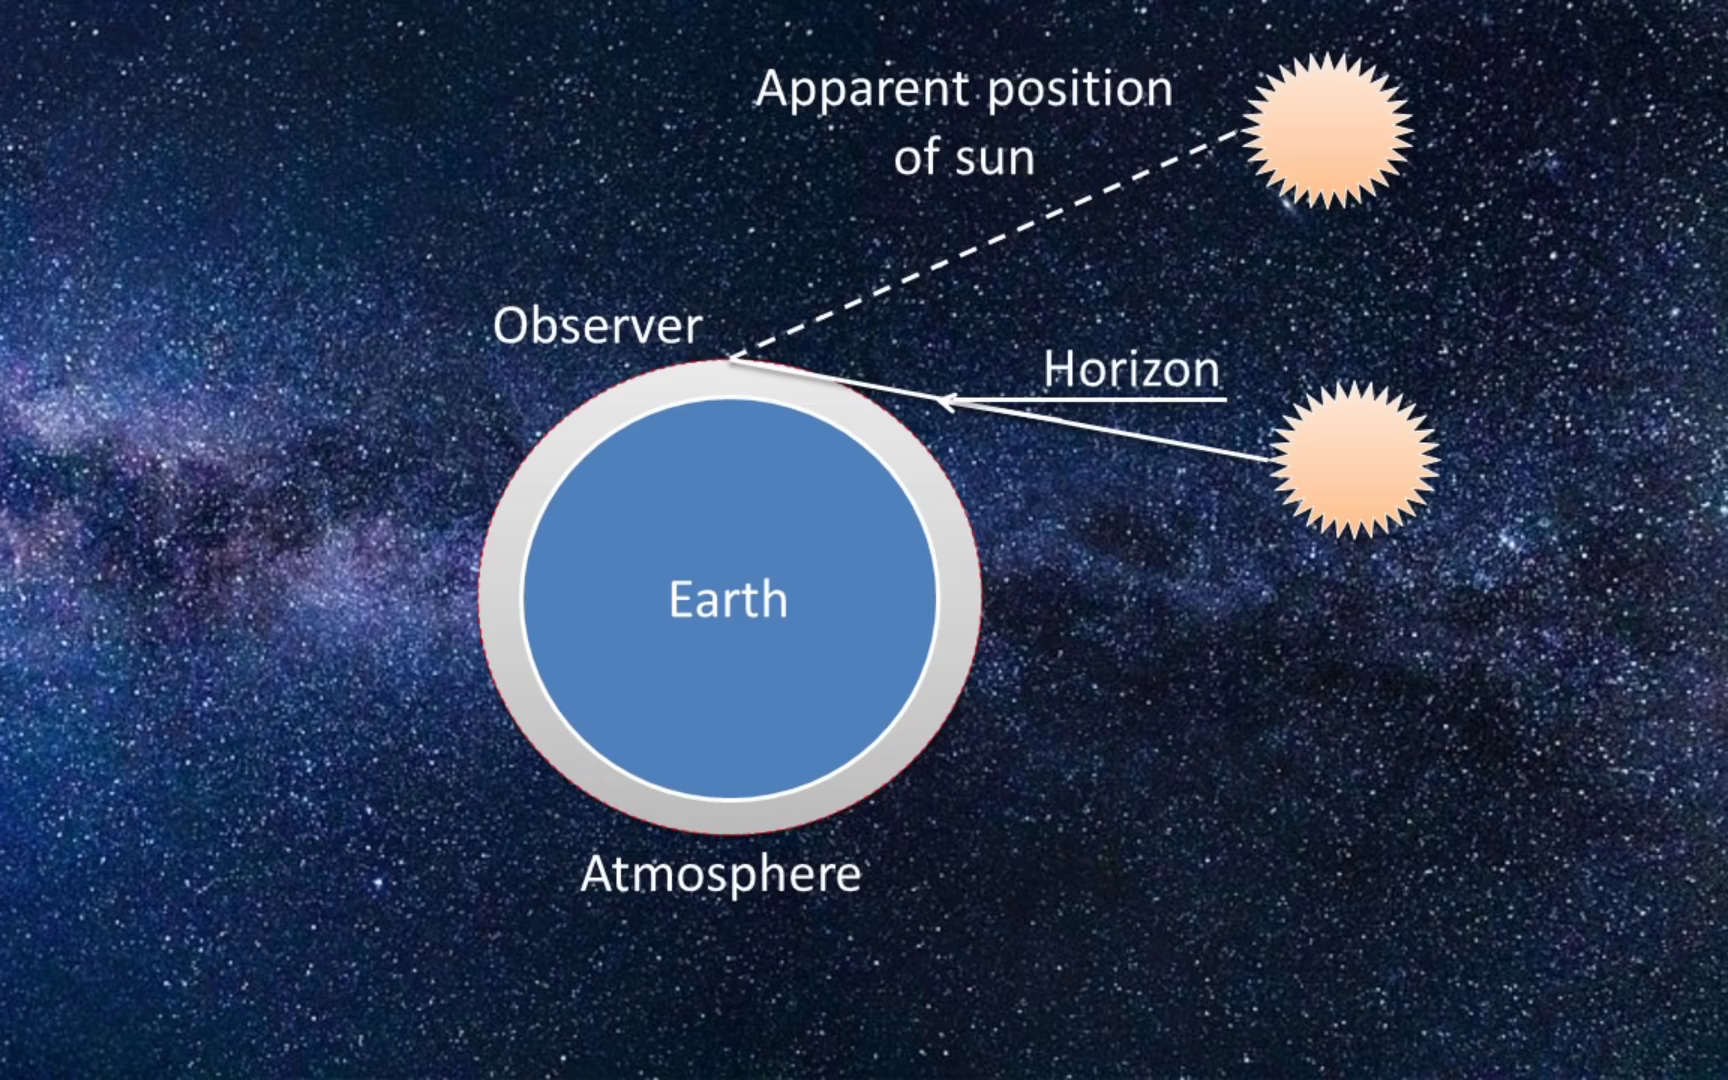 Apparent position
of sun
Observer
Horizon
Earth
Atmosphere